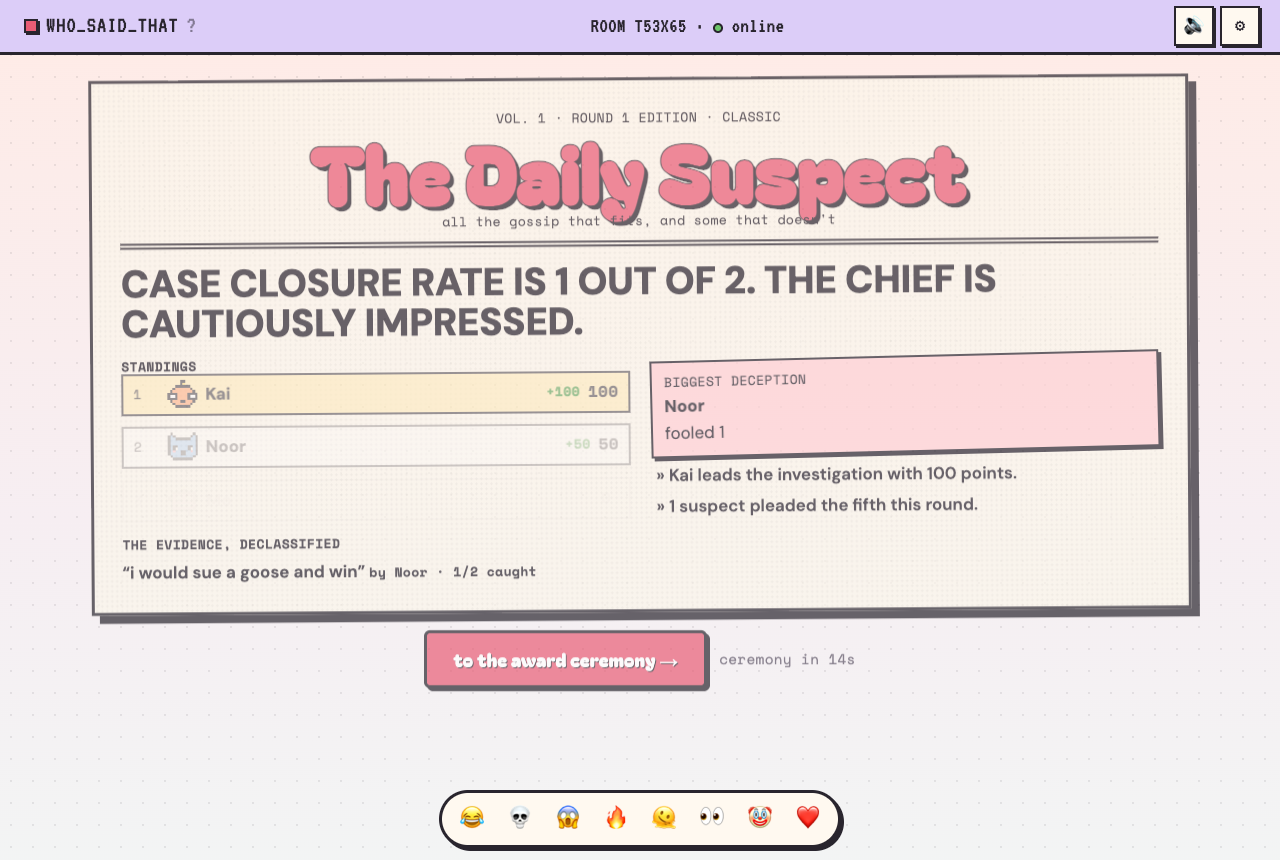 WHO_SAID_THAT ?
ROOM T53X65 · online
VOL. 1 · ROUND 1 EDITION · CLASSIC
The Daily Suspect
all the gossip that fits, and some that doesn't
CASE CLOSURE RATE IS 1 OUT OF 2. THE CHIEF IS
CAUTIOUSLY IMPRESSED.
STANDINGS
1 Kai +100 100
2 Noor +50 50
BIGGEST DECEPTION
Noor
fooled 1
» Kai leads the investigation with 100 points.
» 1 suspect pleaded the fifth this round.
THE EVIDENCE, DECLASSIFIED
“i would sue a goose and win” by Noor · 1/2 caught
to the award ceremony →
ceremony in 14s